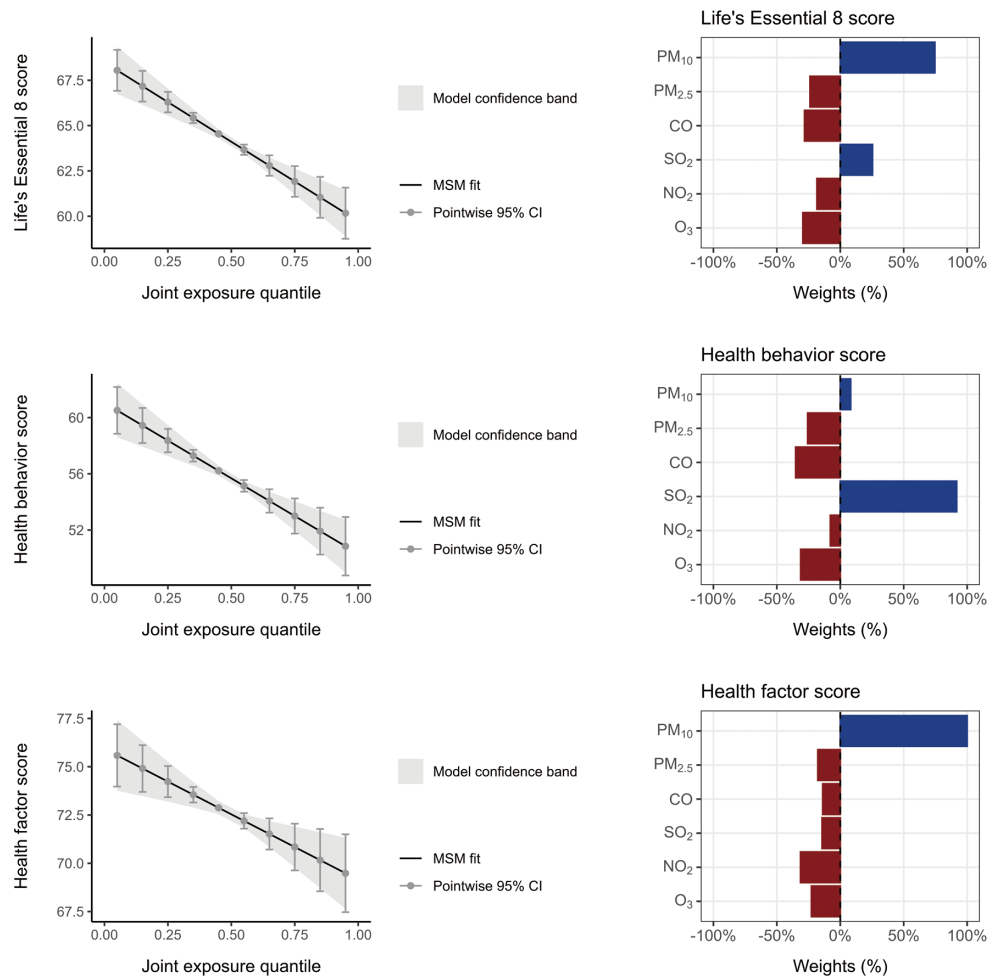 Life's Essential 8 score
67.5
65.0
62.5
60.0
0.00 0.25 0.50 0.75 1.00
Joint exposure quantile
Model confidence band
MSM fit
Pointwise 95% CI
Life's Essential 8 score
PM10
PM2.5
CO
SO2
NO2
O3
-100% -50% 0% 50% 100%
Weights (%)
Health behavior score
60
56
52
0.00 0.25 0.50 0.75 1.00
Joint exposure quantile
Model confidence band
MSM fit
Pointwise 95% CI
Health behavior score
PM10
PM2.5
CO
SO2
NO2
O3
-100% -50% 0% 50% 100%
Weights (%)
Health factor score
77.5
75.0
72.5
70.0
67.5
0.00 0.25 0.50 0.75 1.00
Joint exposure quantile
Model confidence band
MSM fit
Pointwise 95% CI
Health factor score
PM10
PM2.5
CO
SO2
NO2
O3
-100% -50% 0% 50% 100%
Weights (%)